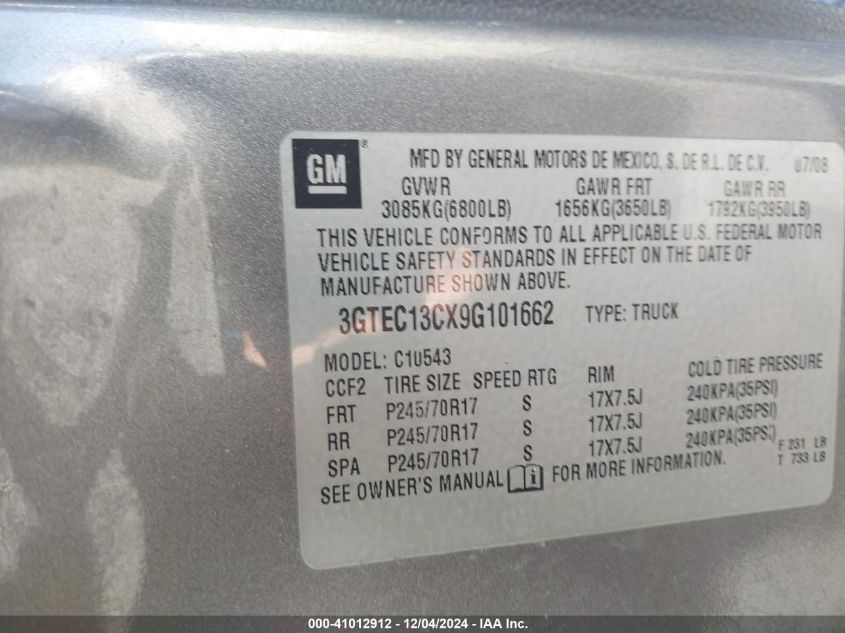 GM ® MFD BY GENERAL MOTORS DE MEXICO, S. DE R.L. DE C.V. 07/08
GVWR GAWR FRT GAWR RR
3085KG(6800LB) 1656KG(3650LB) 1792KG(3950LB)
THIS VEHICLE CONFORMS TO ALL APPLICABLE U.S. FEDERAL MOTOR
VEHICLE SAFETY STANDARDS IN EFFECT ON THE DATE OF
MANUFACTURE SHOWN ABOVE.
3GTEC13CX9G101662 TYPE: TRUCK
MODEL: C10543
CCF2 TIRE SIZE SPEED RTG RIM COLD TIRE PRESSURE
FRT P245/70R17 S 17X7.5J 240KPA(35PSI)
RR P245/70R17 S 17X7.5J 240KPA(35PSI)
SPA P245/70R17 S 17X7.5J 240KPA(35PSI)
F 231 LB
T 733 LB
SEE OWNER'S MANUAL i FOR MORE INFORMATION.
000-41012912 - 12/04/2024 - IAA Inc.